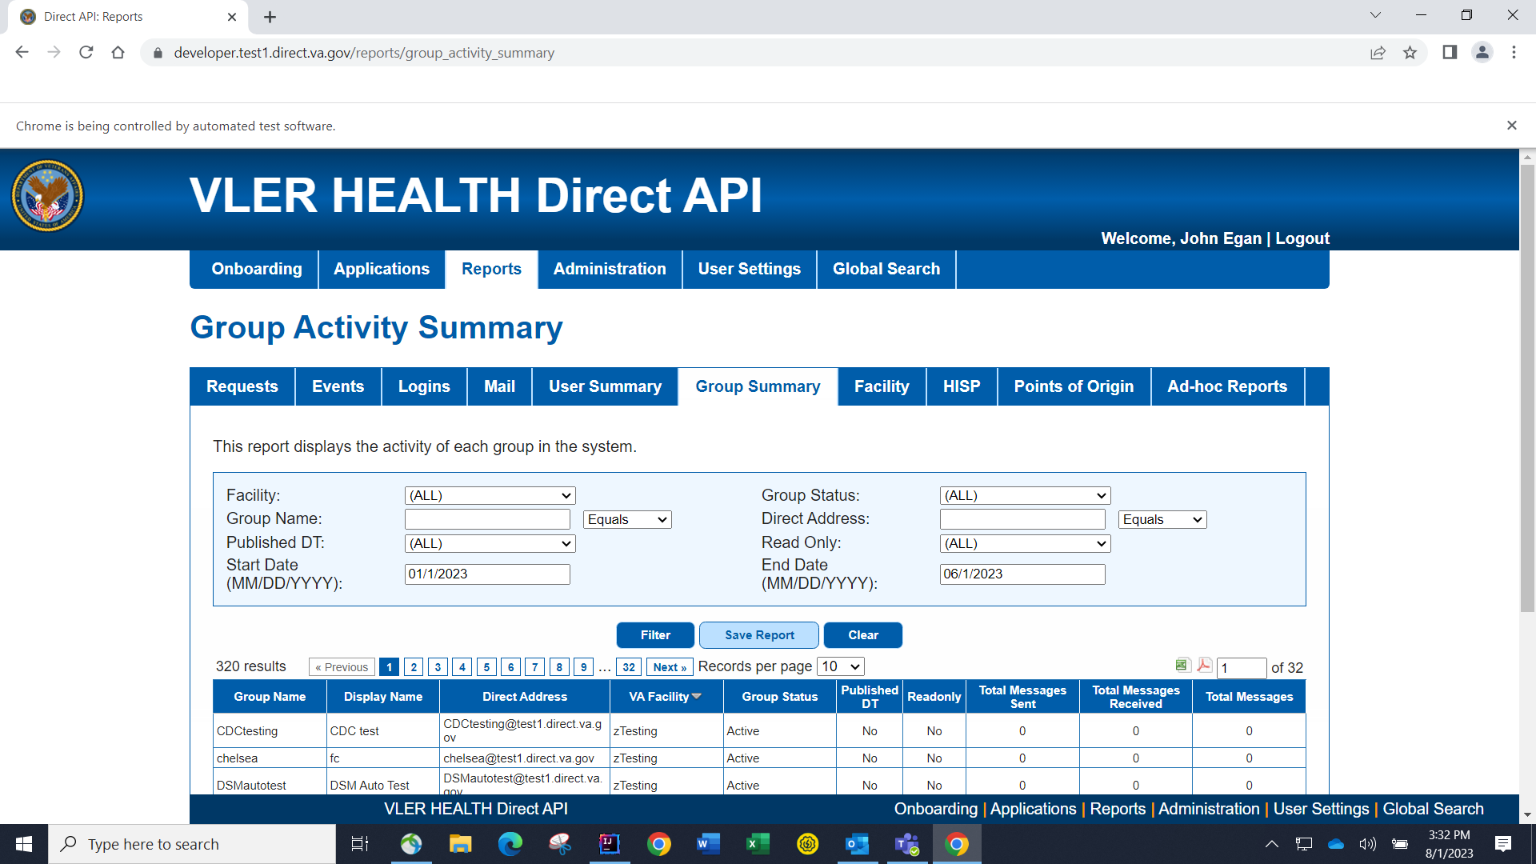 Direct API: Reports
developer.test1.direct.va.gov/reports/group_activity_summary
Chrome is being controlled by automated test software.
VLER HEALTH Direct API
Welcome, John Egan | Logout
Onboarding Applications Reports Administration User Settings Global Search
Group Activity Summary
Requests Events Logins Mail User Summary Group Summary Facility HISP Points of Origin Ad-hoc Reports
This report displays the activity of each group in the system.
Facility: (ALL) Group Status: (ALL)
Group Name: Equals Direct Address: Equals
Published DT: (ALL) Read Only: (ALL)
Start Date
(MM/DD/YYYY): 01/1/2023
End Date
(MM/DD/YYYY): 06/1/2023
Filter Save Report Clear
320 results « Previous 1 2 3 4 5 6 7 8 9 ... 32 Next » Records per page 10 1 of 32
Group Name Display Name Direct Address VA Facility Group Status Published DT Readonly Total Messages Sent Total Messages Received Total Messages
CDCtesting CDC test CDCtesting@test1.direct.va.gov zTesting Active No No 0 0 0
chelsea fc chelsea@test1.direct.va.gov zTesting Active No No 0 0 0
DSMautotest DSM Auto Test DSMautotest@test1.direct.va.gov zTesting Active No No 0 0 0
VLER HEALTH Direct API Onboarding | Applications | Reports | Administration | User Settings | Global Search
Type here to search
3:32 PM
8/1/2023